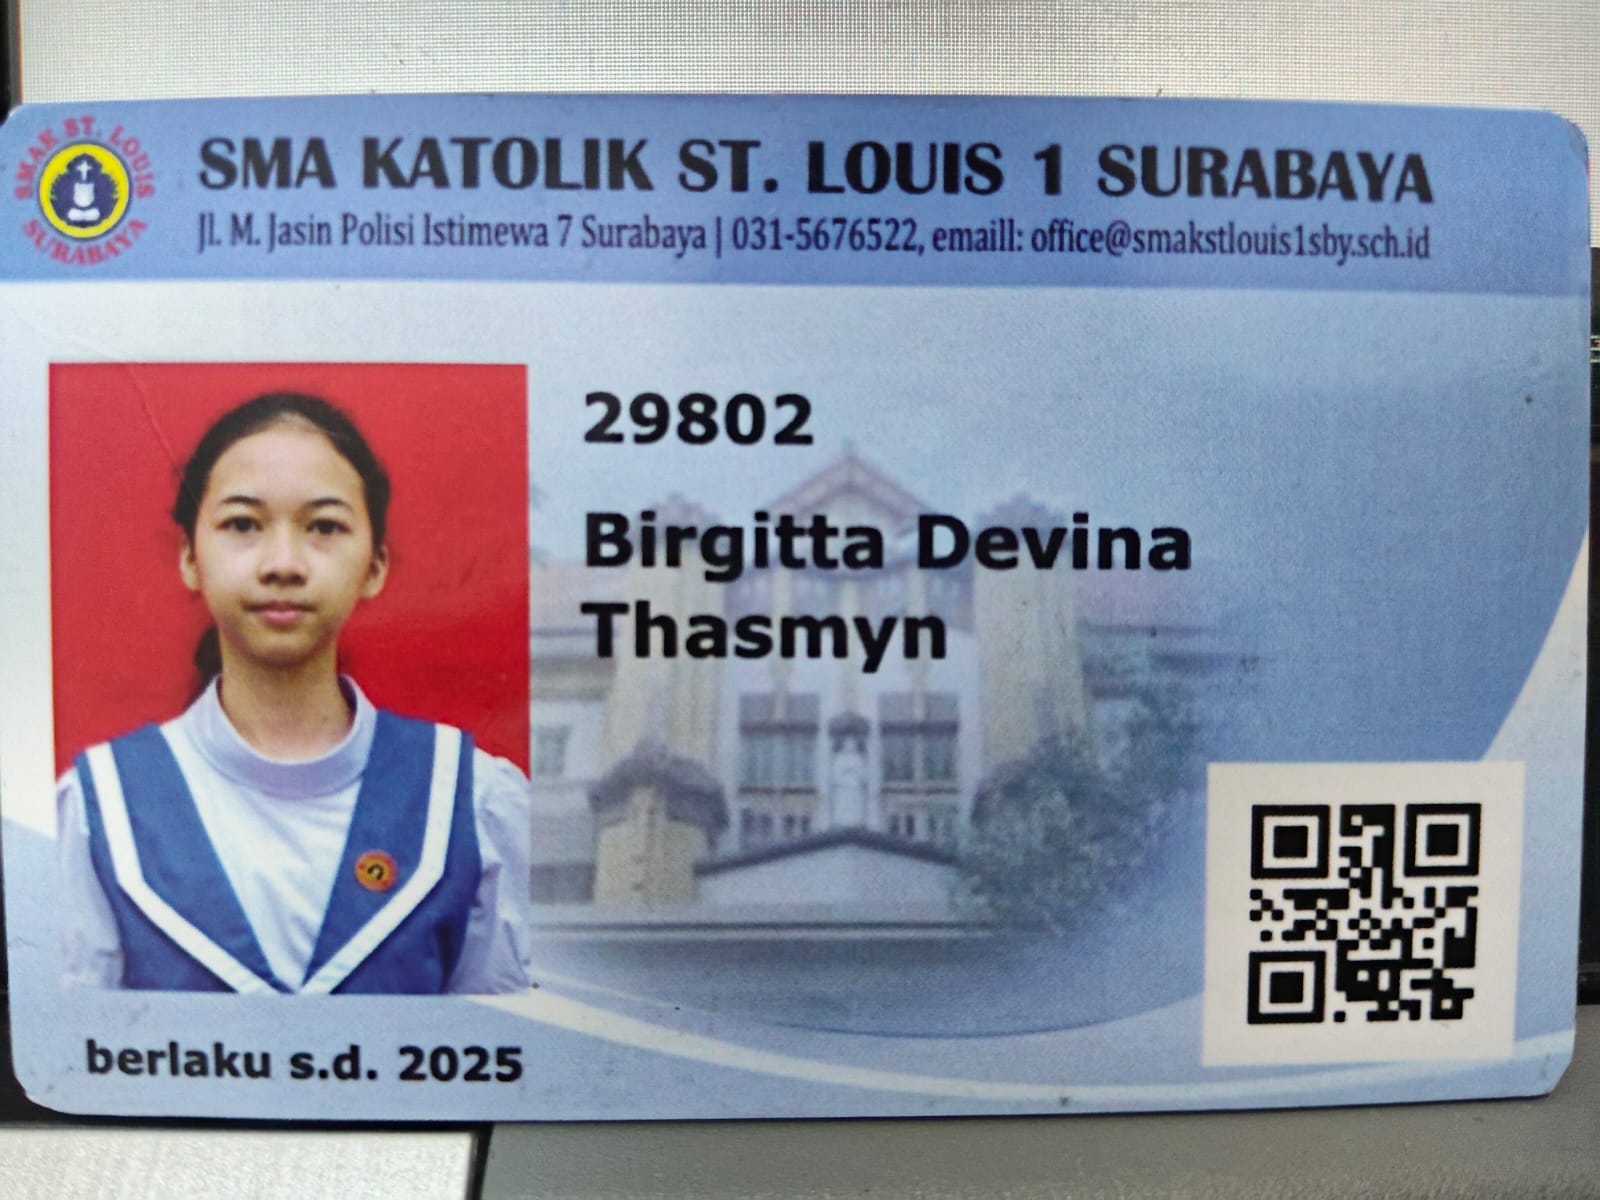 SMAK ST. LOUIS
SURABAYA
SMA KATOLIK ST. LOUIS 1 SURABAYA
Jl. M. Jasin Polisi Istimewa 7 Surabaya | 031-5676522, emaill: office@smakstlouis1sby.sch.id
29802
Birgitta Devina
Thasmyn
berlaku s.d. 2025